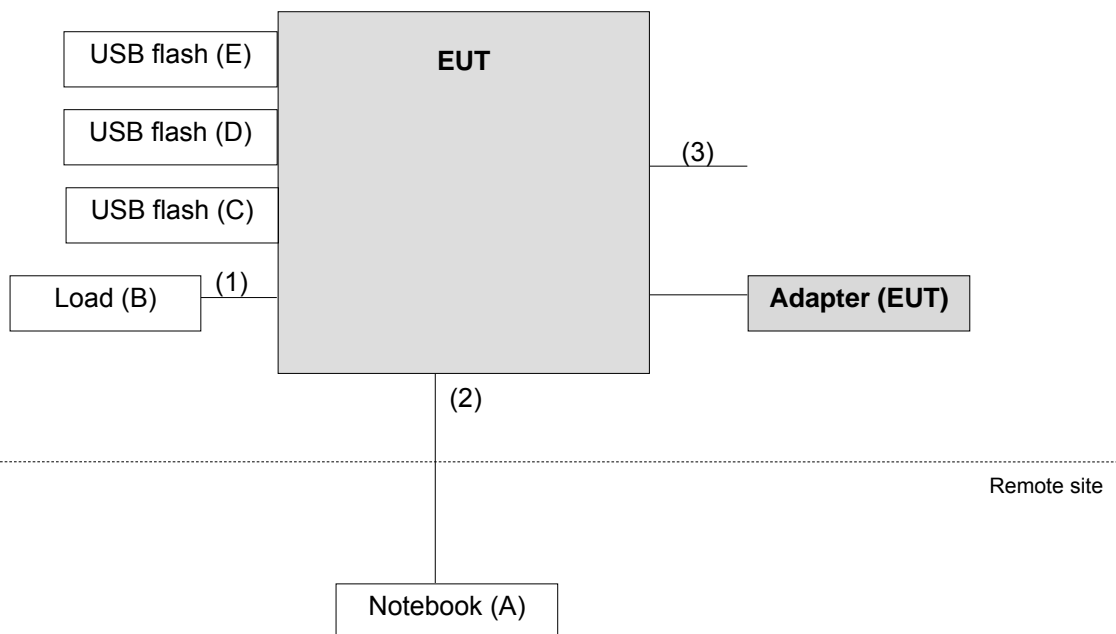 USB flash (E)
EUT
USB flash (D)
(3)
USB flash (C)
(1)
Load (B)
Adapter (EUT)
(2)
Remote site
Notebook (A)